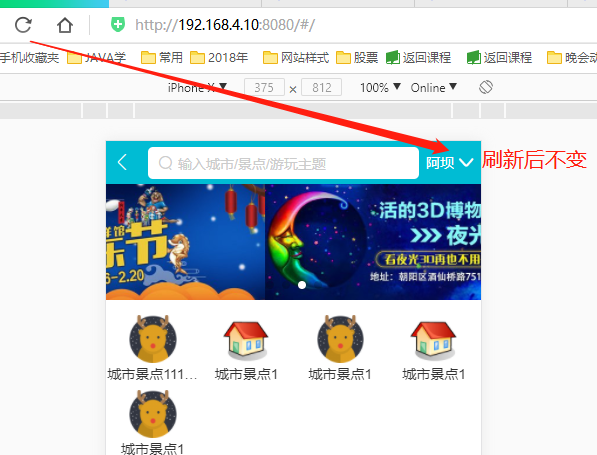 http://192.168.4.10:8080/#/
手机收藏夹 JAVA学 常用 2018年 网站样式 股票 返回课程 返回课程 晚会动
iPhone X ▼ 375 × 812 100% ▼ Online ▼
输入城市/景点/游玩主题 阿坝
刷新后不变
样馆
乐节
6-2.20
活的3D博物
>>> 夜光
看夜光3D再也不用
地址：朝阳区酒仙桥路751
城市景点111... 城市景点1 城市景点1 城市景点1
城市景点1